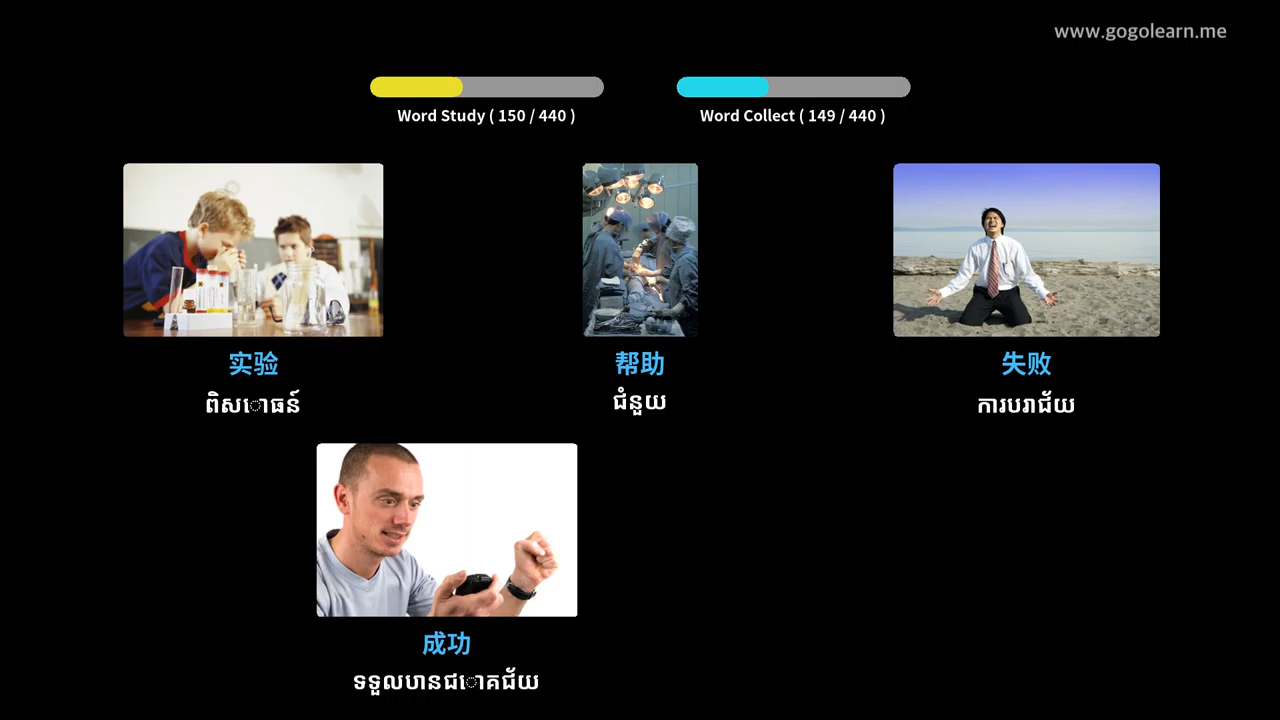 www.gogolearn.me
Word Study ( 150 / 440 )
Word Collect ( 149 / 440 )
实验
ពិសោធន៍
帮助
ជំនួយ
失败
ការបរាជ័យ
成功
ទទួលបានជោគជ័យ